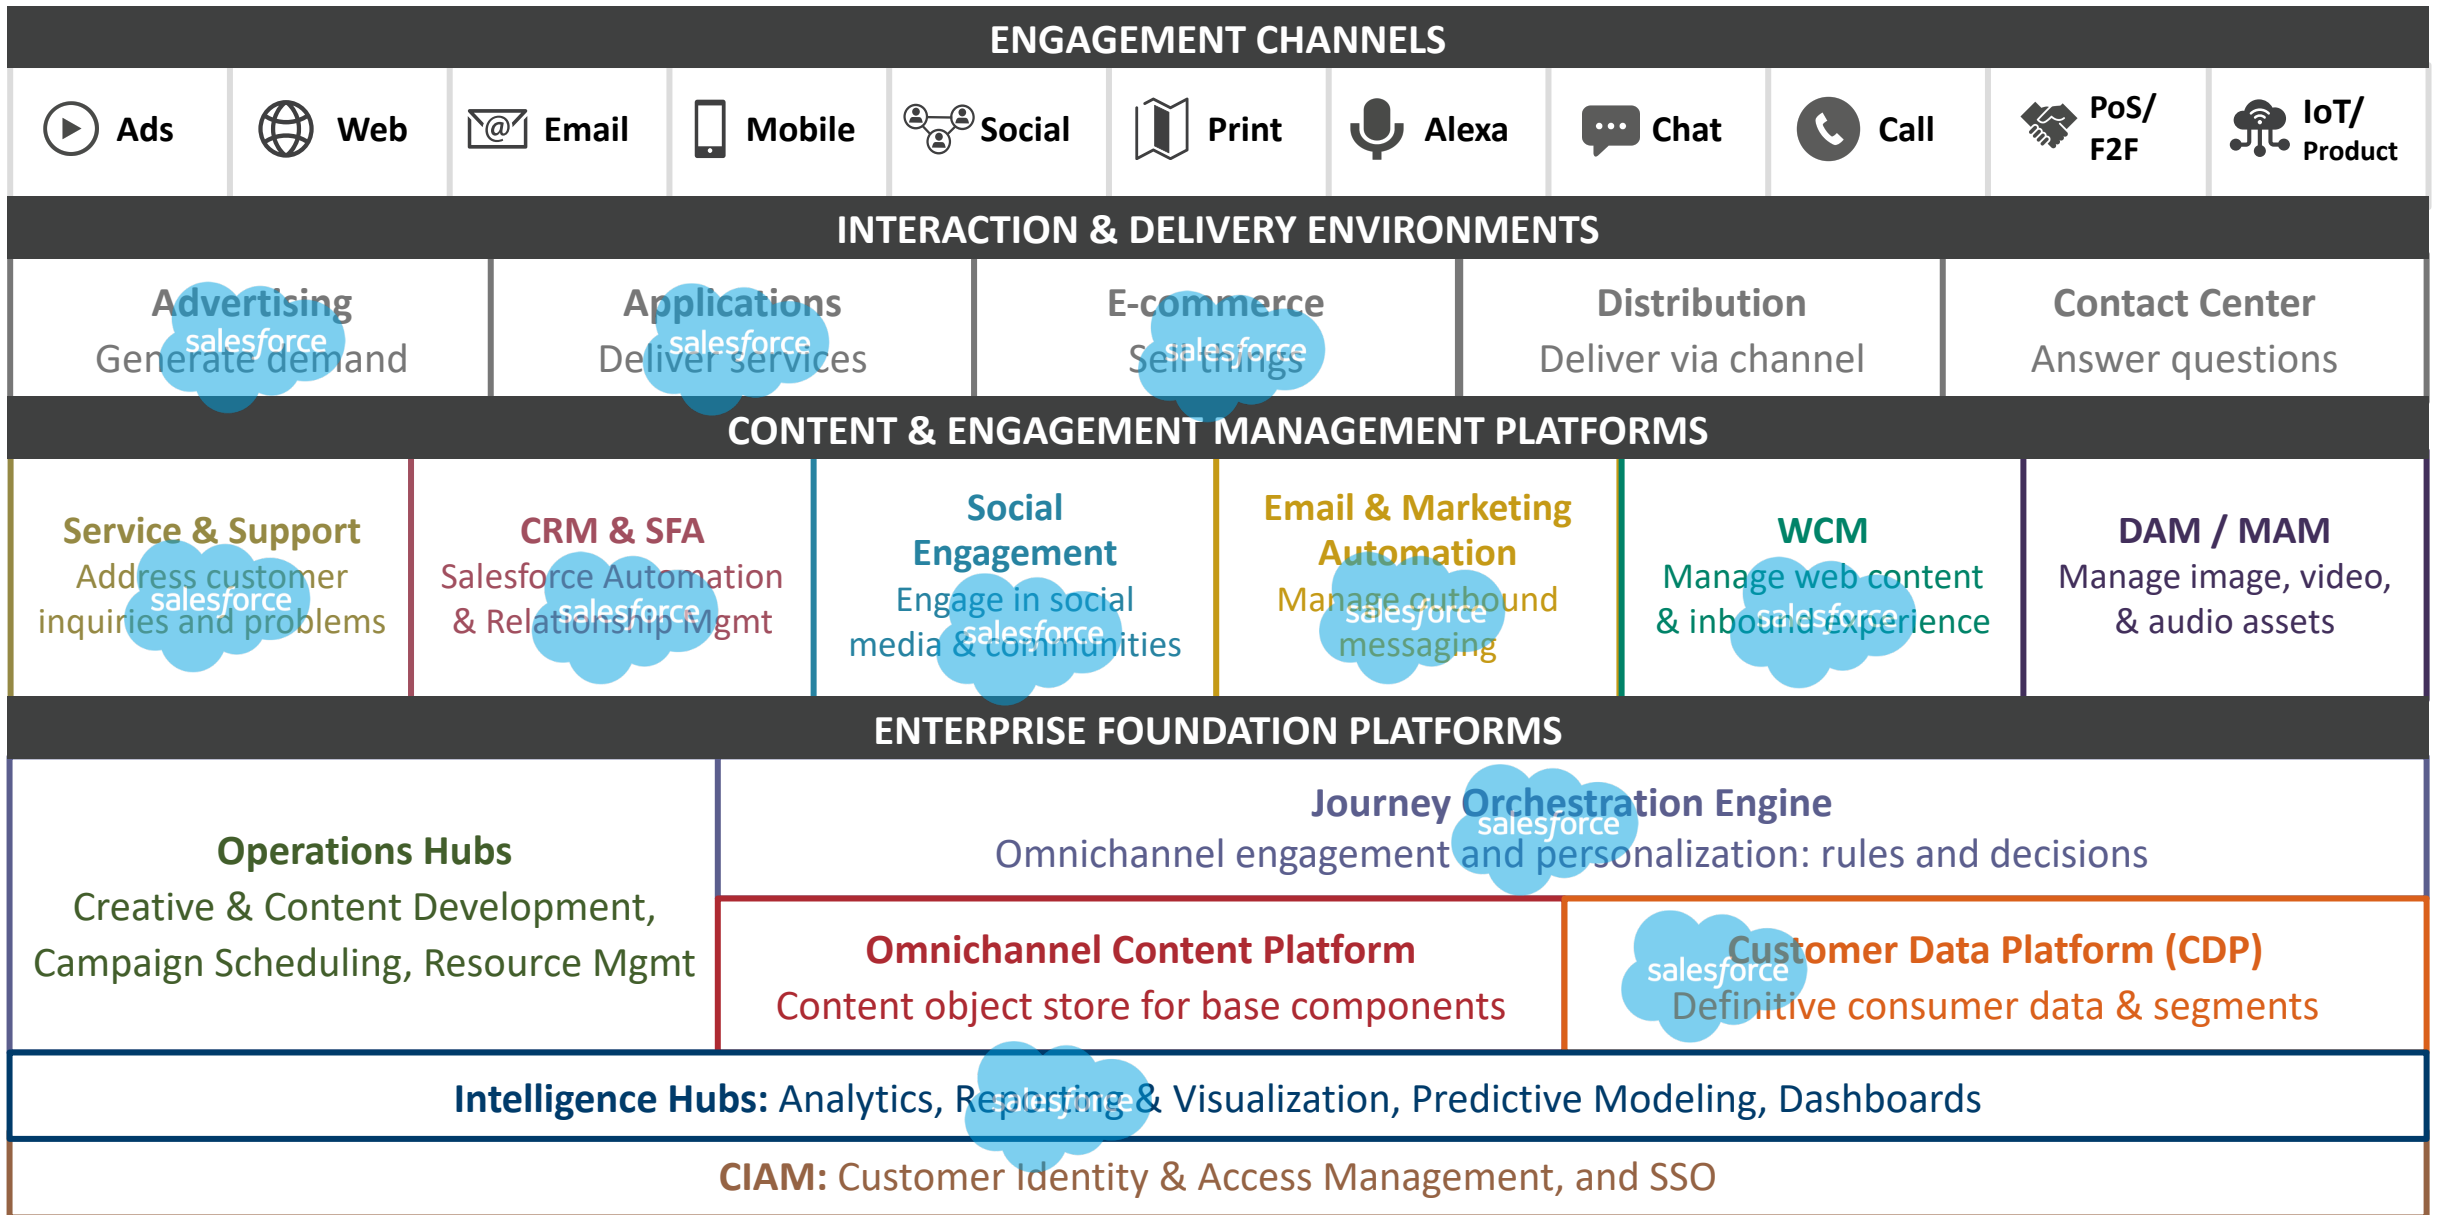 ENGAGEMENT CHANNELS
Ads
Web
Email
Mobile
Social
Print
Alexa
Chat
Call
PoS/
F2F
IoT/
Product
INTERACTION & DELIVERY ENVIRONMENTS
Advertising
Generate demand
salesforce
Applications
Deliver services
salesforce
E-commerce
Sell things
salesforce
Distribution
Deliver via channel
Contact Center
Answer questions
CONTENT & ENGAGEMENT MANAGEMENT PLATFORMS
Service & Support
Address customer
inquiries and problems
salesforce
CRM & SFA
Salesforce Automation
& Relationship Mgmt
salesforce
Social
Engagement
Engage in social
media & communities
salesforce
Email & Marketing
Automation
Manage outbound
messaging
salesforce
WCM
Manage web content
& inbound experience
salesforce
DAM / MAM
Manage image, video,
& audio assets
ENTERPRISE FOUNDATION PLATFORMS
Operations Hubs
Creative & Content Development,
Campaign Scheduling, Resource Mgmt
Journey Orchestration Engine
Omnichannel engagement and personalization: rules and decisions
salesforce
Omnichannel Content Platform
Content object store for base components
Customer Data Platform (CDP)
Definitive consumer data & segments
salesforce
Intelligence Hubs: Analytics, Reporting & Visualization, Predictive Modeling, Dashboards
salesforce
CIAM: Customer Identity & Access Management, and SSO